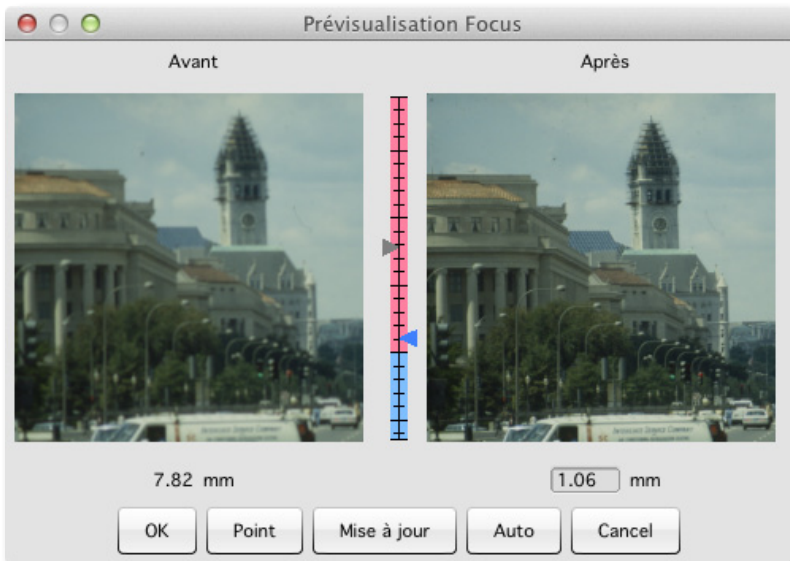 Prévisualisation Focus
Avant Après
7.82 mm 1.06 mm
OK Point Mise à jour Auto Cancel